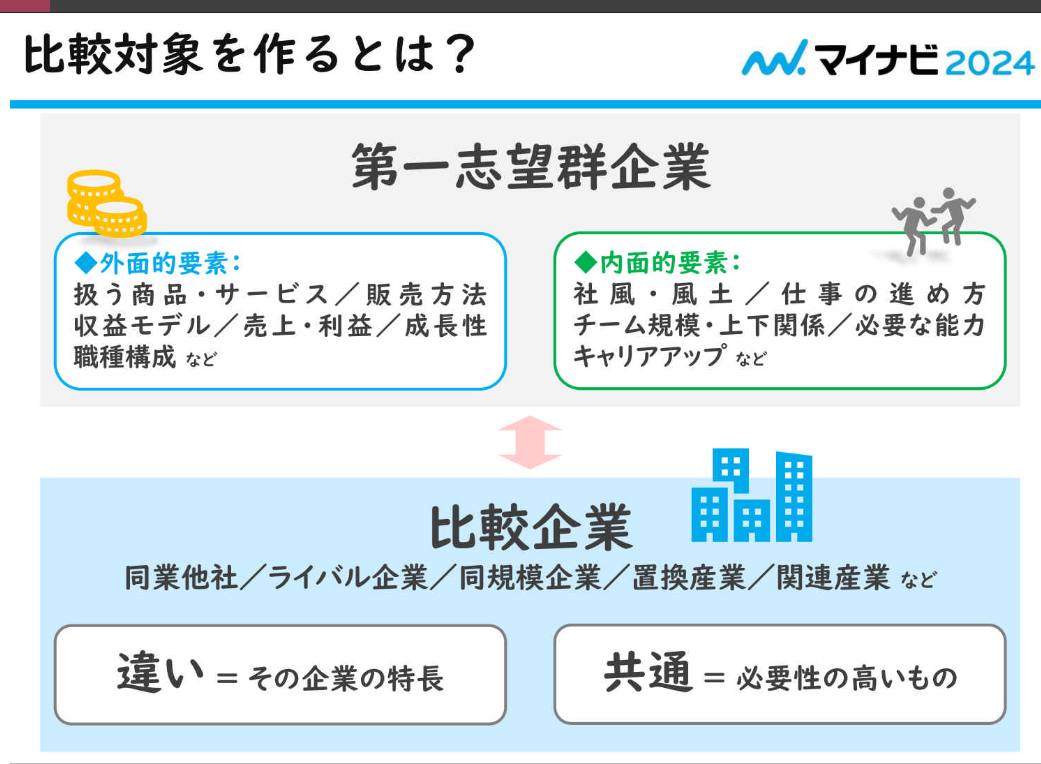 比較対象を作るとは？
マイナビ2024
第一志望群企業
◆外面的要素：
扱う商品・サービス／販売方法
収益モデル／売上・利益／成長性
職種構成 など
◆内面的要素：
社風・風土／仕事の進め方
チーム規模・上下関係／必要な能力
キャリアアップ など
比較企業
同業他社／ライバル企業／同規模企業／置換産業／関連産業 など
違い = その企業の特長
共通 = 必要性の高いもの